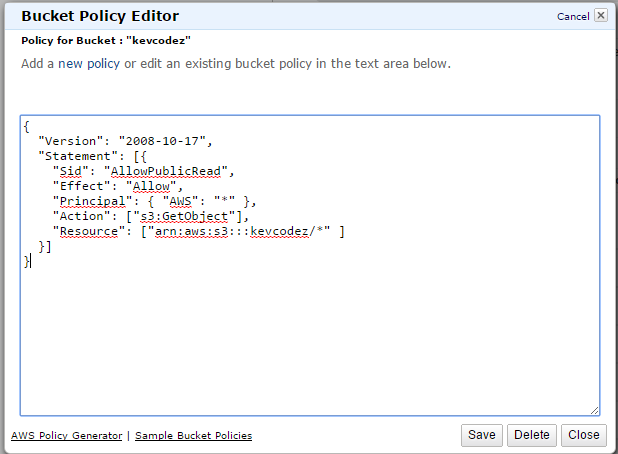 Bucket Policy Editor
Cancel
Policy for Bucket : "kevcodez"
Add a new policy or edit an existing bucket policy in the text area below.
{
  "Version": "2008-10-17",
  "Statement": [{
    "Sid": "AllowPublicRead",
    "Effect": "Allow",
    "Principal": { "AWS": "*" },
    "Action": ["s3:GetObject"],
    "Resource": ["arn:aws:s3:::kevcodez/*" ]
  }]
}
AWS Policy Generator | Sample Bucket Policies
Save Delete Close